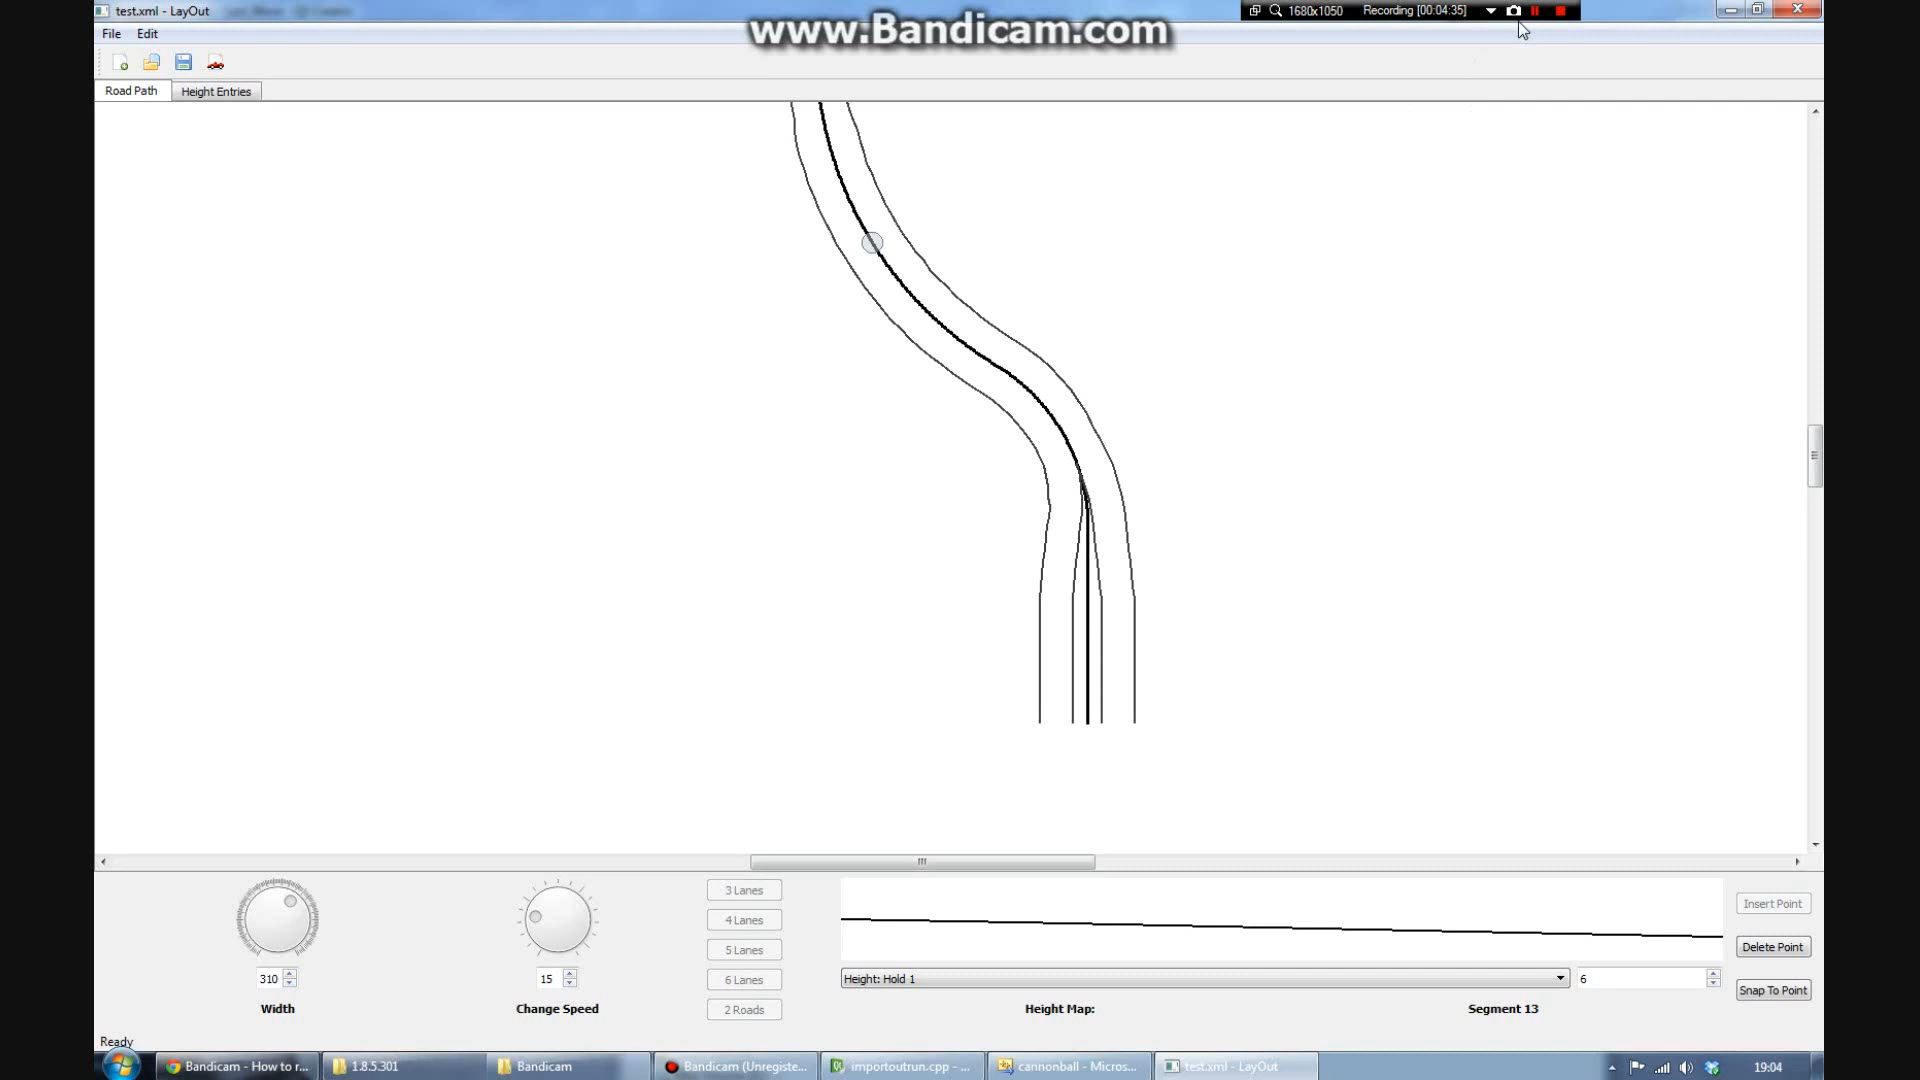 test.xml - LayOut
1680x1050 Recording [00:04:35]
www.Bandicam.com
File Edit
Road Path Height Entries
3 Lanes
4 Lanes
5 Lanes
6 Lanes
2 Roads
Insert Point
Delete Point
Snap To Point
310
15
Height: Hold 1
6
Width
Change Speed
Height Map:
Segment 13
Ready
Bandicam - How to r...
1.8.5.301
Bandicam
Bandicam (Unregiste...
importoutrun.cpp - ...
cannonball - Micros...
test.xml - LayOut
19:04